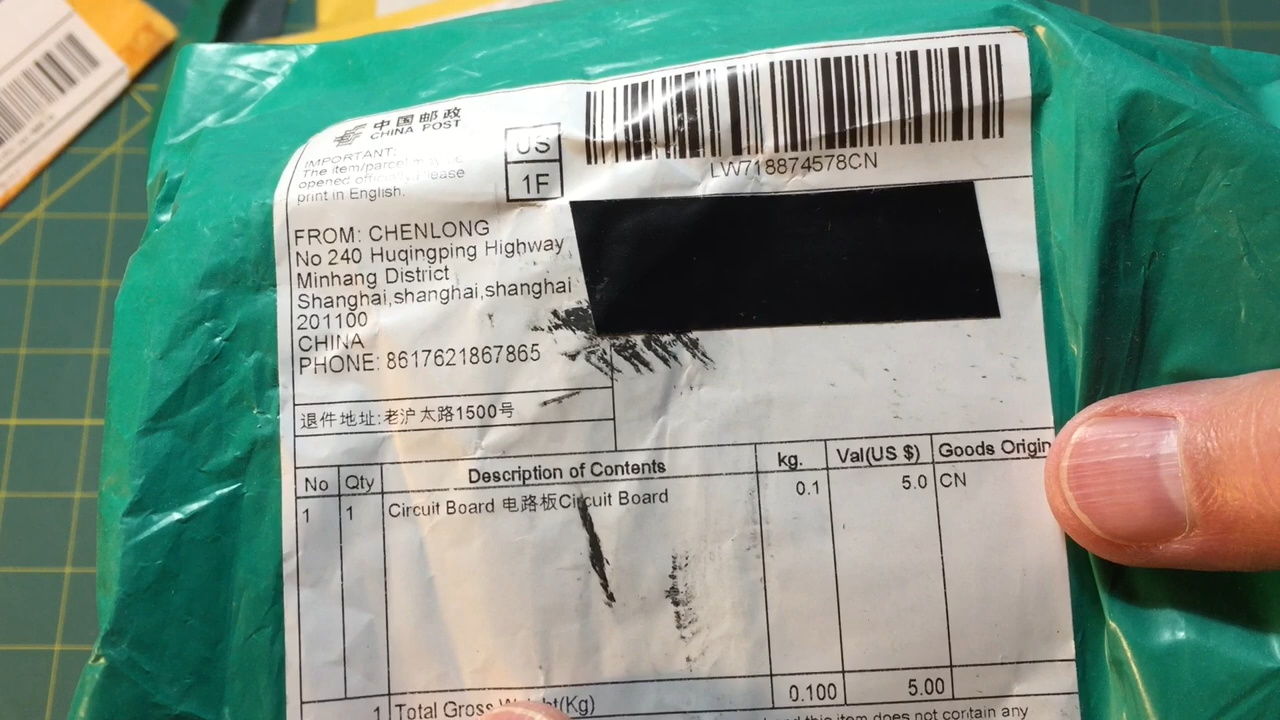 中国邮政
CHINA POST
IMPORTANT:
The item/parcel may be
opened officially. Please
print in English.
US
1F
LW718874578CN
FROM: CHENLONG
No 240 Huqingping Highway
Minhang District
Shanghai,shanghai,shanghai
201100
CHINA
PHONE: 8617621867865
退件地址:老沪太路1500号
No Qty Description of Contents kg. Val(US $) Goods Origin
1 1 Circuit Board 电路板Circuit Board 0.1 5.0 CN
1 Total Gross Weight(Kg) 0.100 5.00
this item does not contain any